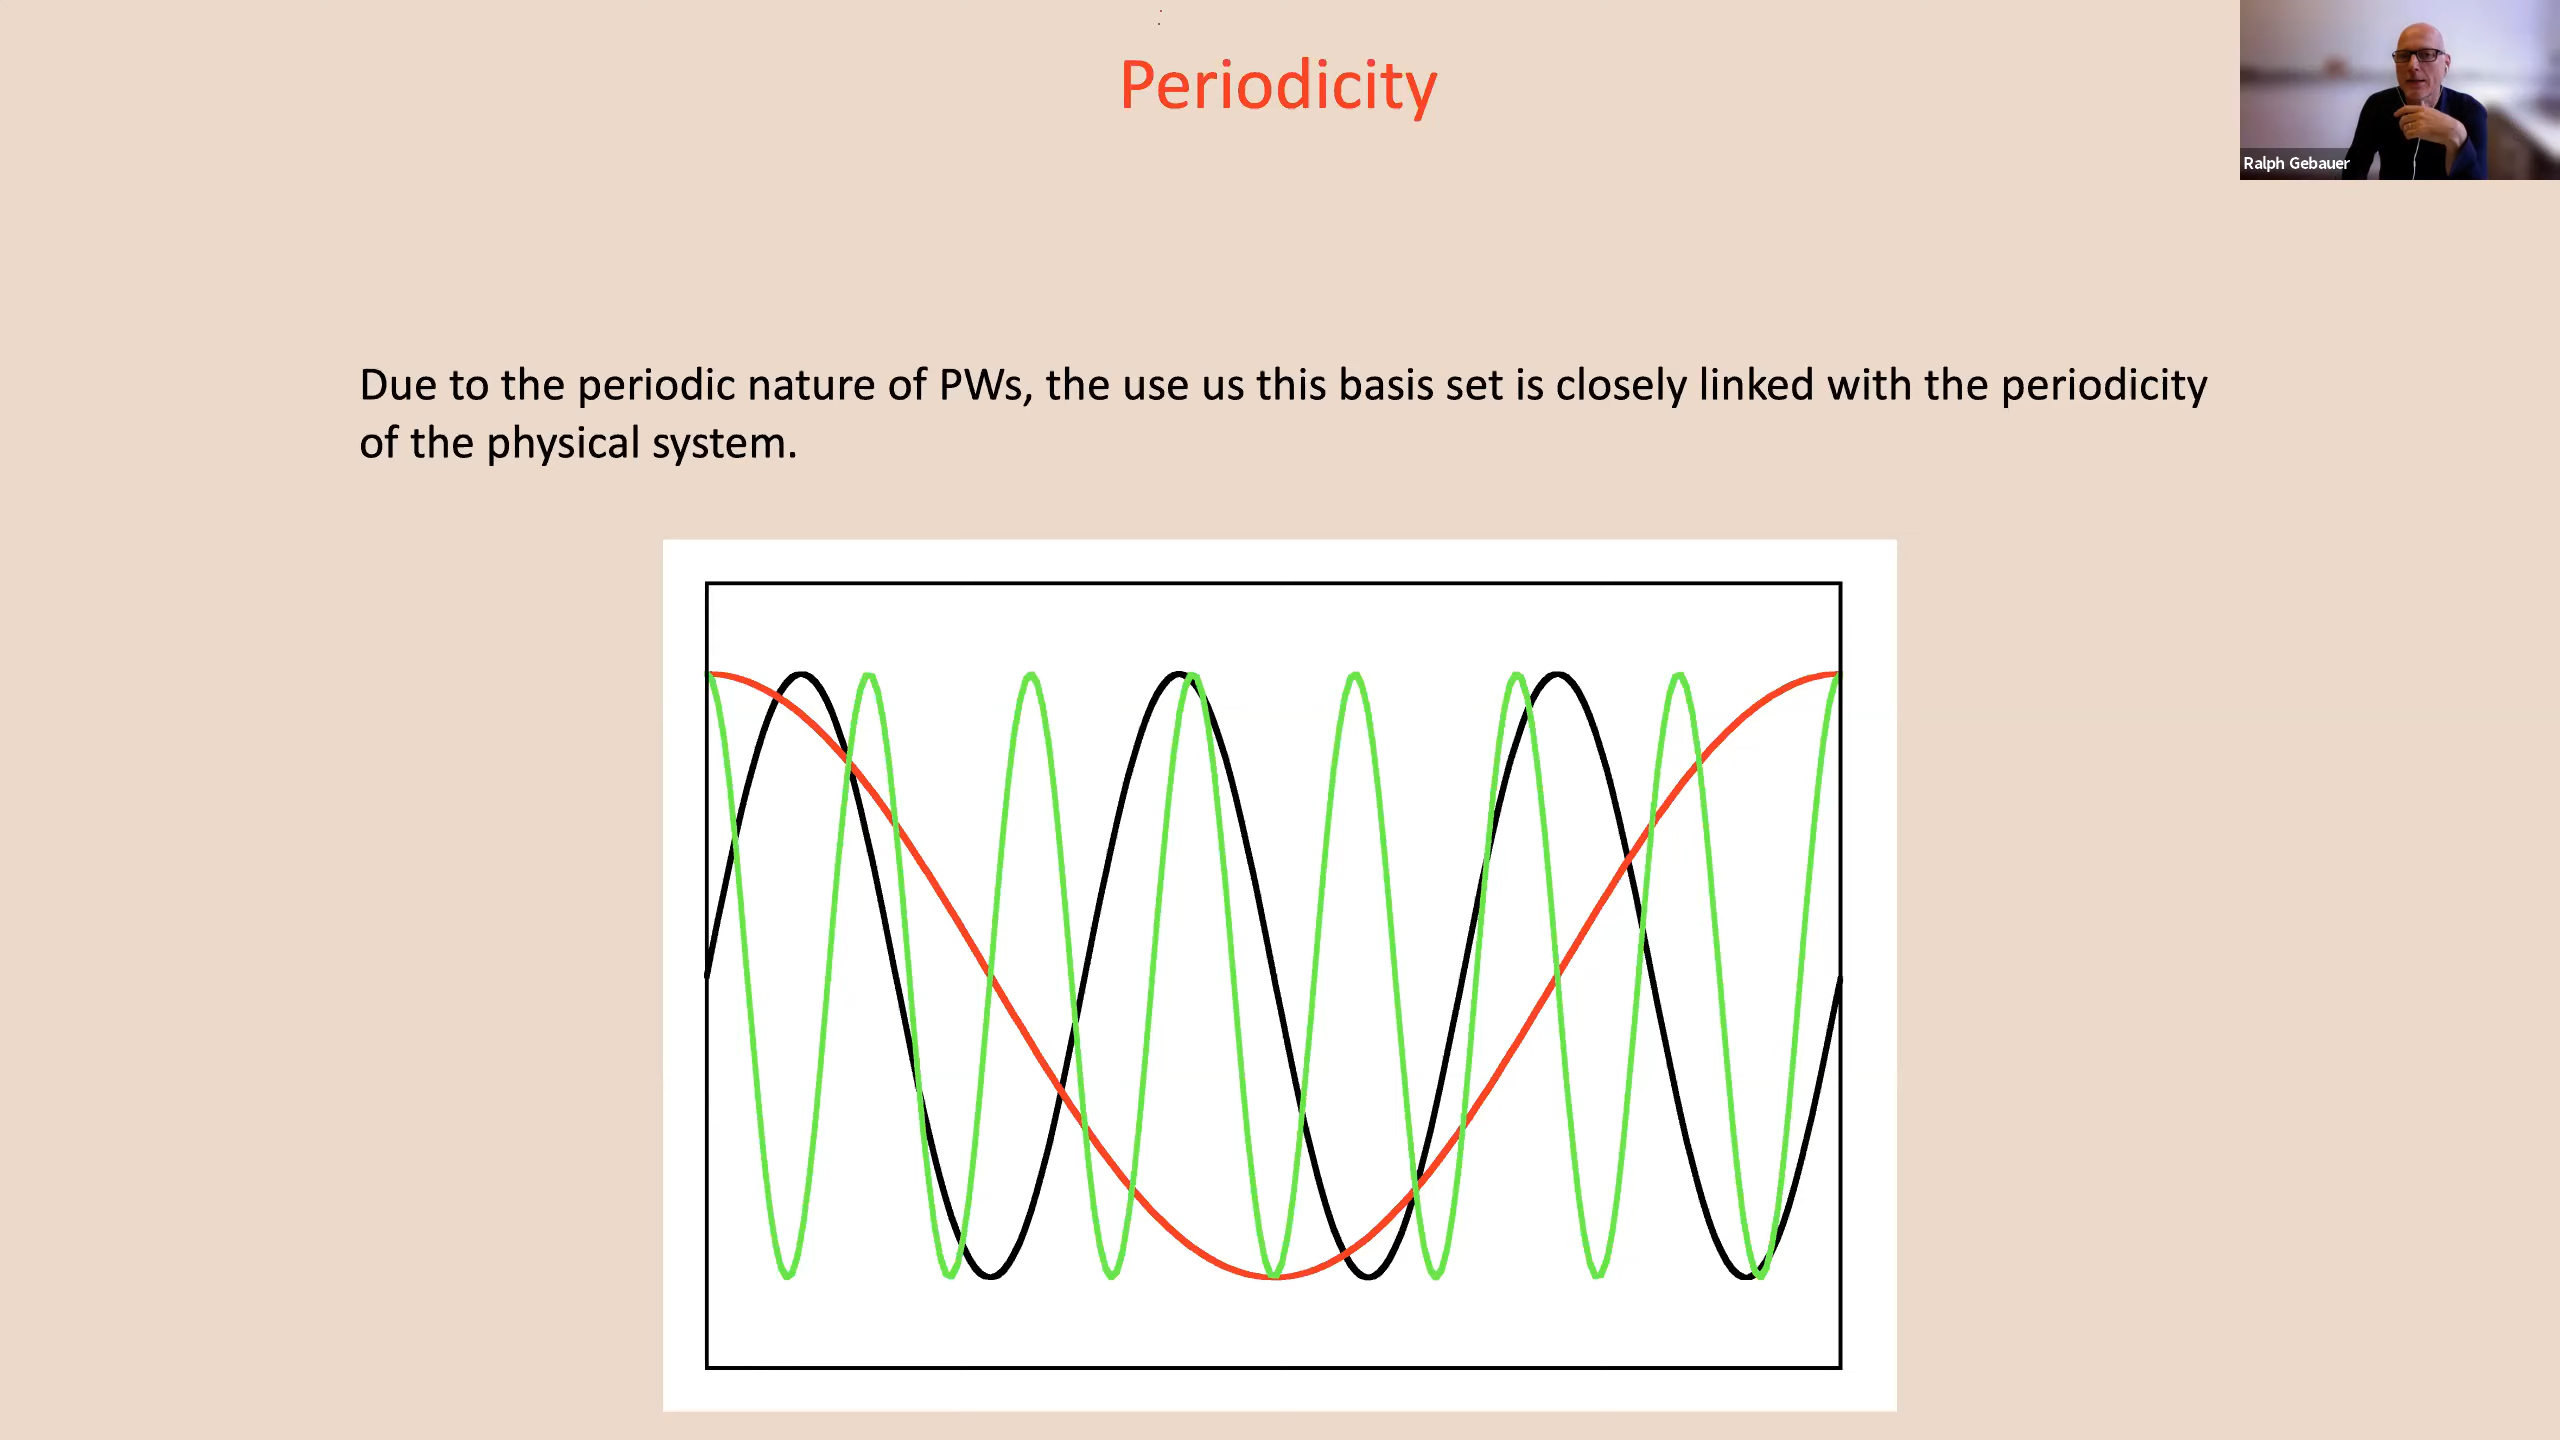 Periodicity
Ralph Gebauer
Due to the periodic nature of PWs, the use us this basis set is closely linked with the periodicity
of the physical system.